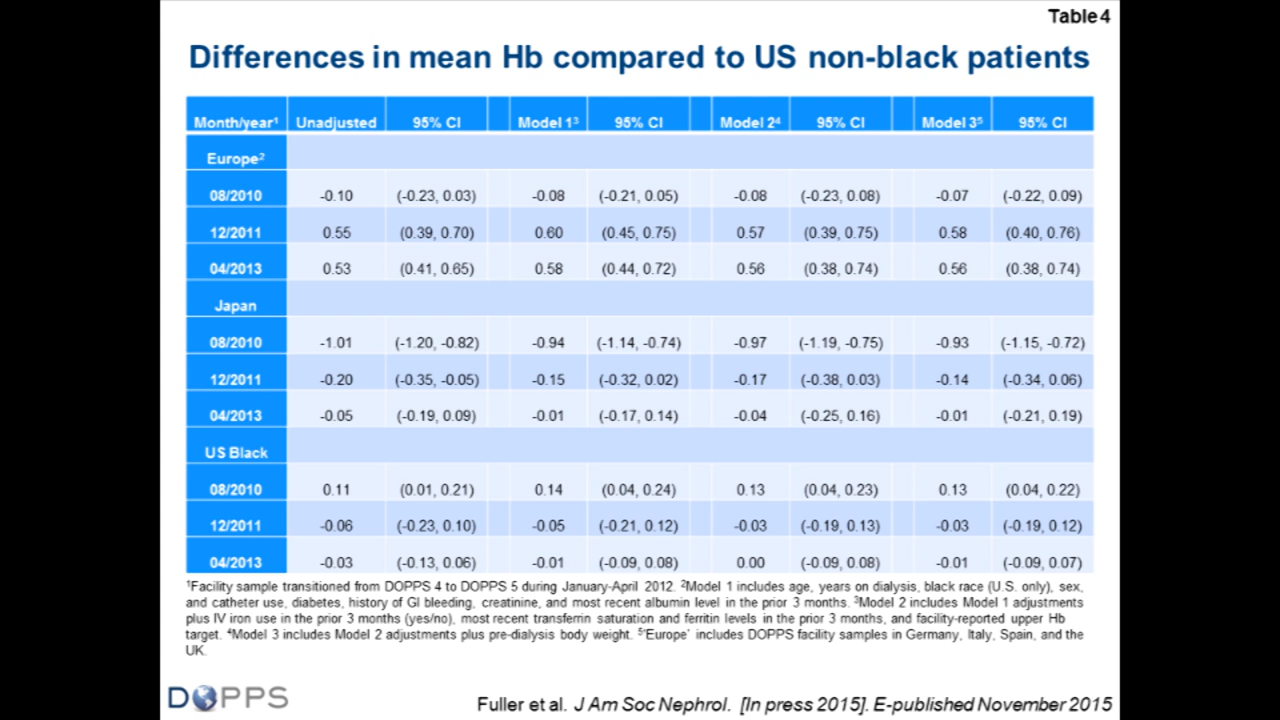 Table 4
Differences in mean Hb compared to US non-black patients
Month/year¹ Unadjusted 95% CI Model 1³ 95% CI Model 2⁴ 95% CI Model 3⁵ 95% CI
Europe²
08/2010 -0.10 (-0.23, 0.03) -0.08 (-0.21, 0.05) -0.08 (-0.23, 0.08) -0.07 (-0.22, 0.09)
12/2011 0.55 (0.39, 0.70) 0.60 (0.45, 0.75) 0.57 (0.39, 0.75) 0.58 (0.40, 0.76)
04/2013 0.53 (0.41, 0.65) 0.58 (0.44, 0.72) 0.56 (0.38, 0.74) 0.56 (0.38, 0.74)
Japan
08/2010 -1.01 (-1.20, -0.82) -0.94 (-1.14, -0.74) -0.97 (-1.19, -0.75) -0.93 (-1.15, -0.72)
12/2011 -0.20 (-0.35, -0.05) -0.15 (-0.32, 0.02) -0.17 (-0.38, 0.03) -0.14 (-0.34, 0.06)
04/2013 -0.05 (-0.19, 0.09) -0.01 (-0.17, 0.14) -0.04 (-0.25, 0.16) -0.01 (-0.21, 0.19)
US Black
08/2010 0.11 (0.01, 0.21) 0.14 (0.04, 0.24) 0.13 (0.04, 0.23) 0.13 (0.04, 0.22)
12/2011 -0.06 (-0.23, 0.10) -0.05 (-0.21, 0.12) -0.03 (-0.19, 0.13) -0.03 (-0.19, 0.12)
04/2013 -0.03 (-0.13, 0.06) -0.01 (-0.09, 0.08) 0.00 (-0.09, 0.08) -0.01 (-0.09, 0.07)
¹Facility sample transitioned from DOPPS 4 to DOPPS 5 during January-April 2012. ²Model 1 includes age, years on dialysis, black race (U.S. only), sex,
and catheter use, diabetes, history of GI bleeding, creatinine, and most recent albumin level in the prior 3 months. ³Model 2 includes Model 1 adjustments
plus IV iron use in the prior 3 months (yes/no), most recent transferrin saturation and ferritin levels in the prior 3 months, and facility-reported upper Hb
target. ⁴Model 3 includes Model 2 adjustments plus pre-dialysis body weight. ⁵'Europe' includes DOPPS facility samples in Germany, Italy, Spain, and the
UK.
DOPPS
Fuller et al. J Am Soc Nephrol. [In press 2015]. E-published November 2015